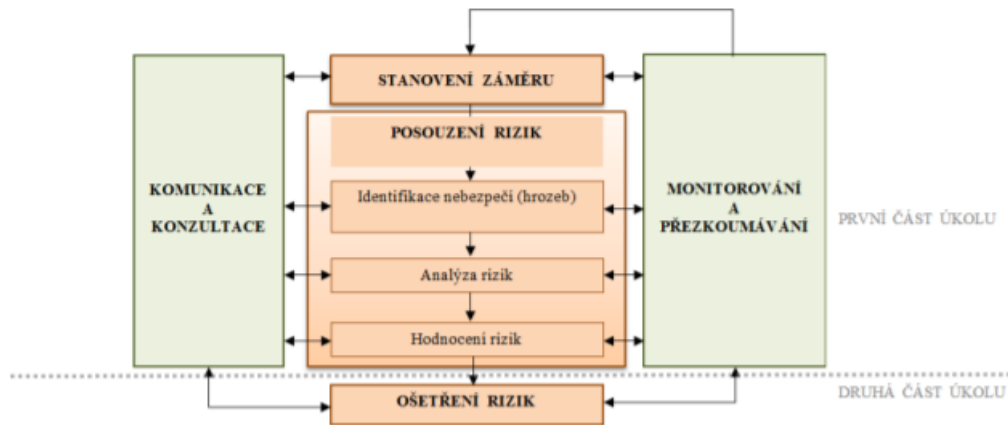 STANOVENÍ ZÁMĚRU
POSOUZENÍ RIZIK
KOMUNIKACE
A
KONZULTACE
Identifikace nebezpečí (hrozeb)
Analýza rizik
Hodnocení rizik
MONITOROVÁNÍ
A
PŘEZKOUMÁVÁNÍ
PRVNÍ ČÁST ÚKOLU
OŠETŘENÍ RIZIK
DRUHÁ ČÁST ÚKOLU